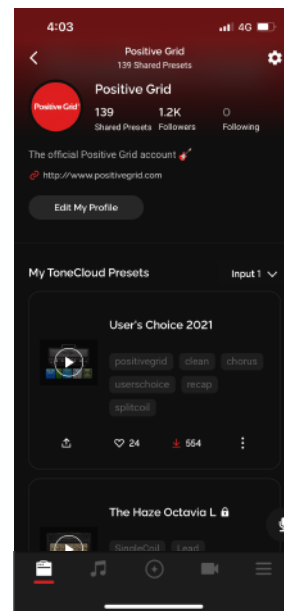 4:03
4G
Positive Grid
139 Shared Presets
Positive Grid
Positive Grid
139 1.2K 0
Shared Presets Followers Following
The official Positive Grid account
http://www.positivegrid.com
Edit My
Profile
My ToneCloud Presets Input 1
User's Choice 2021
positivegrid clean chorus
userschoice recap
splitcoil
24 554
The Haze Octavia L
SingleCoil Lead